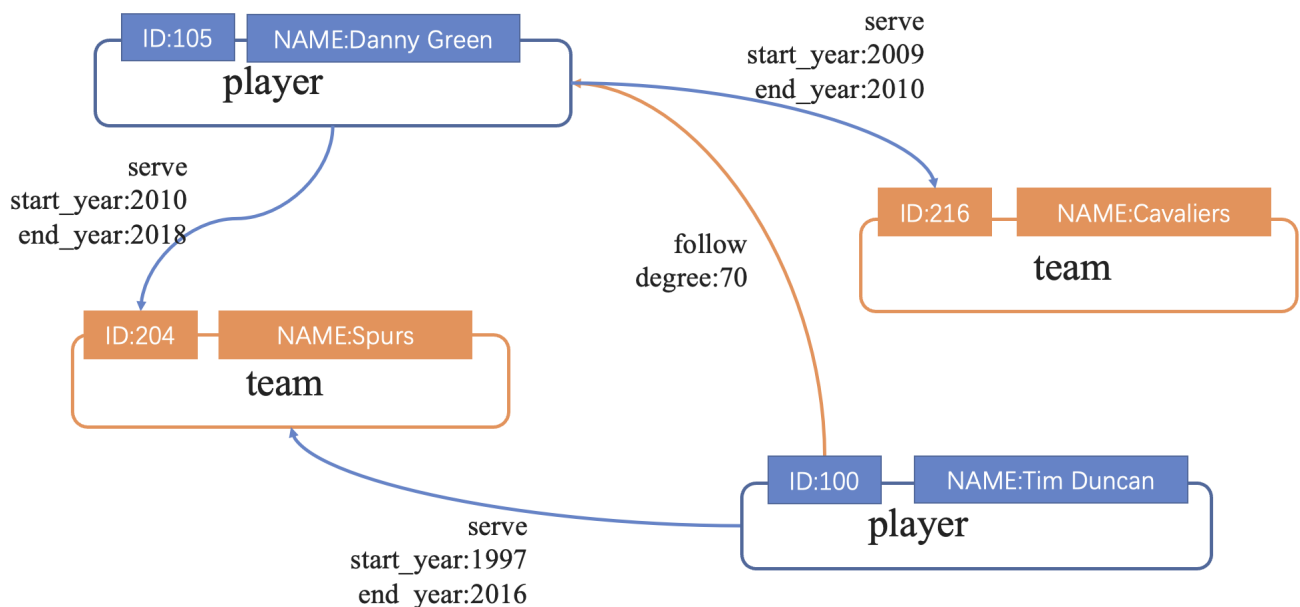 ID:105
NAME:Danny Green
player
serve
start_year:2009
end_year:2010
serve
start_year:2010
end_year:2018
ID:216
NAME:Cavaliers
team
follow
degree:70
ID:204
NAME:Spurs
team
ID:100
NAME:Tim Duncan
player
serve
start_year:1997
end_year:2016